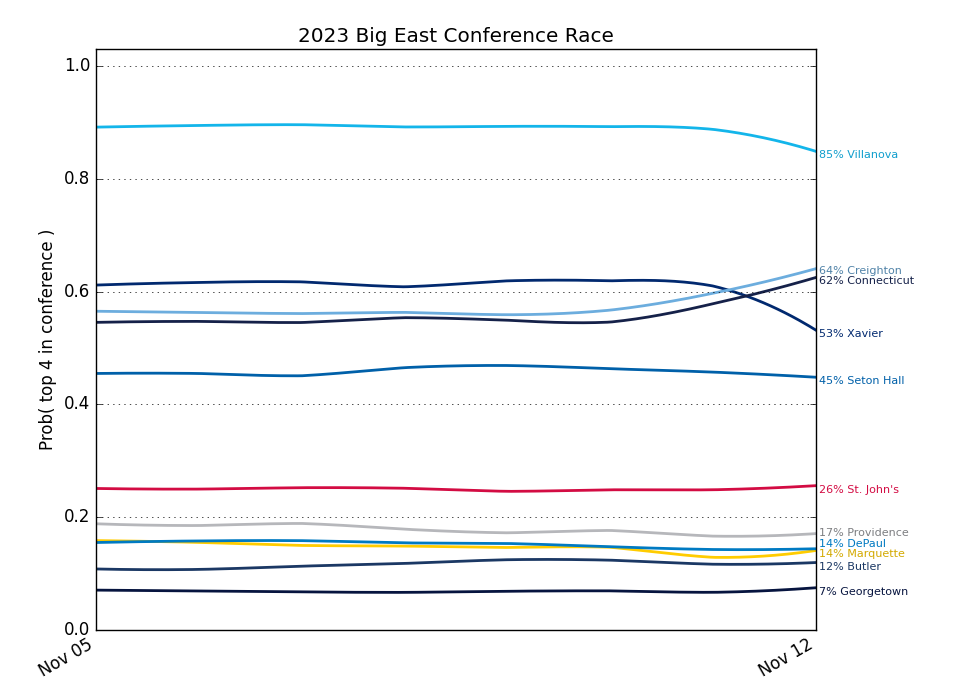 2023 Big East Conference Race
1.0
0.8
0.6
0.4
0.2
0.0
Prob( top 4 in conference )
Nov 05
Nov 12
85% Villanova
64% Creighton
62% Connecticut
53% Xavier
45% Seton Hall
26% St. John's
17% Providence
14% DePaul
14% Marquette
12% Butler
7% Georgetown